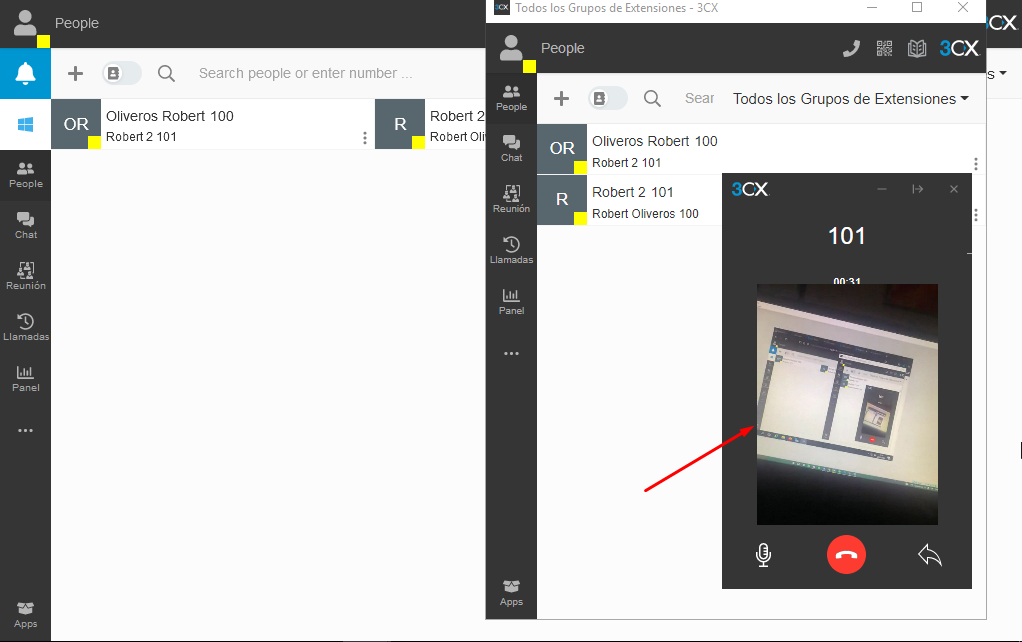 People
Search people or enter number ...
OR
Oliveros Robert 100
Robert 2 101
R
Robert 2
Robert Oli
People
Chat
Reunión
Llamadas
Panel
Apps
CX
s
3CX Todos los Grupos de Extensiones - 3CX
People
3CX
Sear
Todos los Grupos de Extensiones
People
Chat
Reunión
Llamadas
Panel
Apps
OR
Oliveros Robert 100
Robert 2 101
R
Robert 2 101
Robert Oliveros 100
3CX
101
00:31